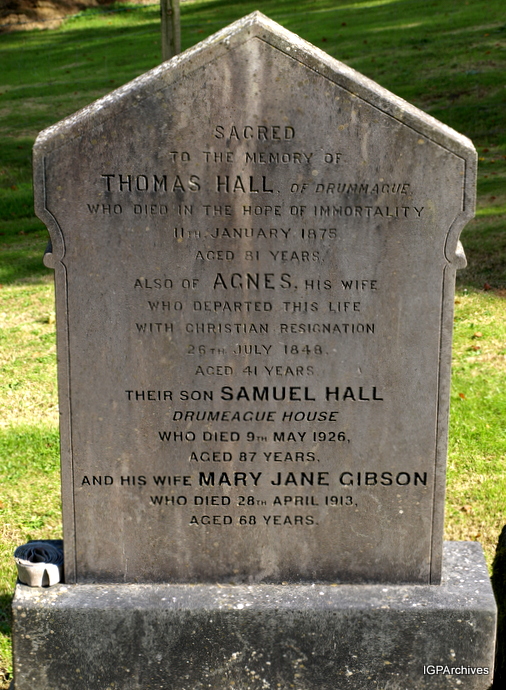 SACRED
TO THE MEMORY OF
THOMAS HALL, OF DRUMMAGUE,
WHO DIED IN THE HOPE OF IMMORTALITY
11TH JANUARY 1875
AGED 81 YEARS.
ALSO OF AGNES, HIS WIFE
WHO DEPARTED THIS LIFE
WITH CHRISTIAN RESIGNATION
26TH JULY 1848.
AGED 41 YEARS.
THEIR SON SAMUEL HALL
DRUMEAGUE HOUSE
WHO DIED 9TH MAY 1926,
AGED 87 YEARS.
AND HIS WIFE MARY JANE GIBSON
WHO DIED 28TH APRIL 1913,
AGED 68 YEARS.
IGPArchives